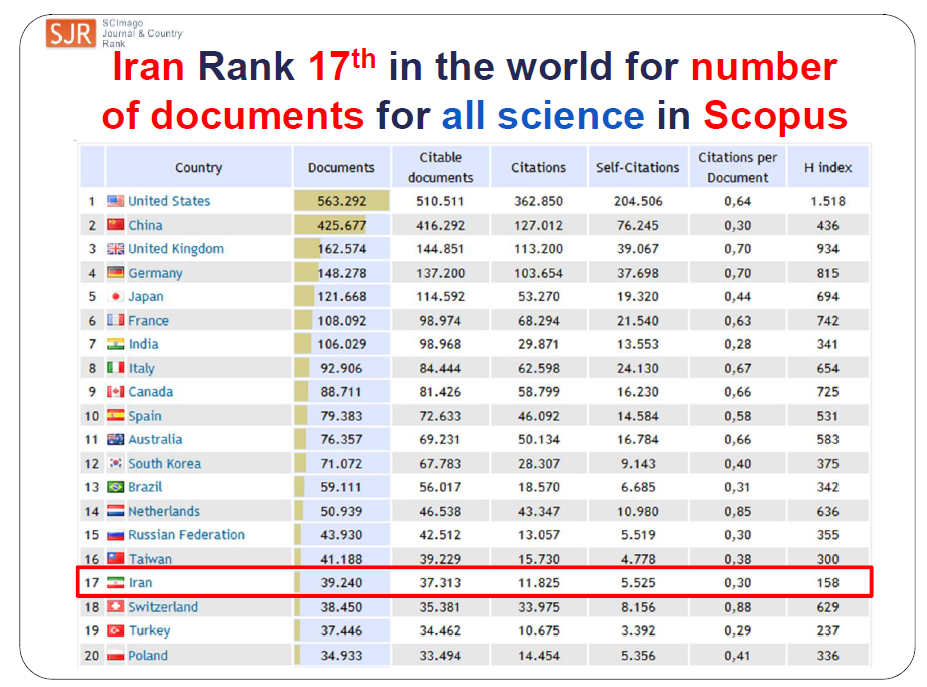 SJR
SCImago
Journal & Country
Rank
Iran Rank 17th in the world for number
of documents for all science in Scopus
Country Documents Citable documents Citations Self-Citations Citations per Document H index
1 United States 563.292 510.511 362.850 204.506 0,64 1.518
2 China 425.677 416.292 127.012 76.245 0,30 436
3 United Kingdom 162.574 144.851 113.200 39.067 0,70 934
4 Germany 148.278 137.200 103.654 37.698 0,70 815
5 Japan 121.668 114.592 53.270 19.320 0,44 694
6 France 108.092 98.974 68.294 21.540 0,63 742
7 India 106.029 98.968 29.871 13.553 0,28 341
8 Italy 92.906 84.444 62.598 24.130 0,67 654
9 Canada 88.711 81.426 58.799 16.230 0,66 725
10 Spain 79.383 72.633 46.092 14.584 0,58 531
11 Australia 76.357 69.231 50.134 16.784 0,66 583
12 South Korea 71.072 67.783 28.307 9.143 0,40 375
13 Brazil 59.111 56.017 18.570 6.685 0,31 342
14 Netherlands 50.939 46.538 43.347 10.980 0,85 636
15 Russian Federation 43.930 42.512 13.057 5.519 0,30 355
16 Taiwan 41.188 39.229 15.730 4.778 0,38 300
17 Iran 39.240 37.313 11.825 5.525 0,30 158
18 Switzerland 38.450 35.381 33.975 8.156 0,88 629
19 Turkey 37.446 34.462 10.675 3.392 0,29 237
20 Poland 34.933 33.494 14.454 5.356 0,41 336